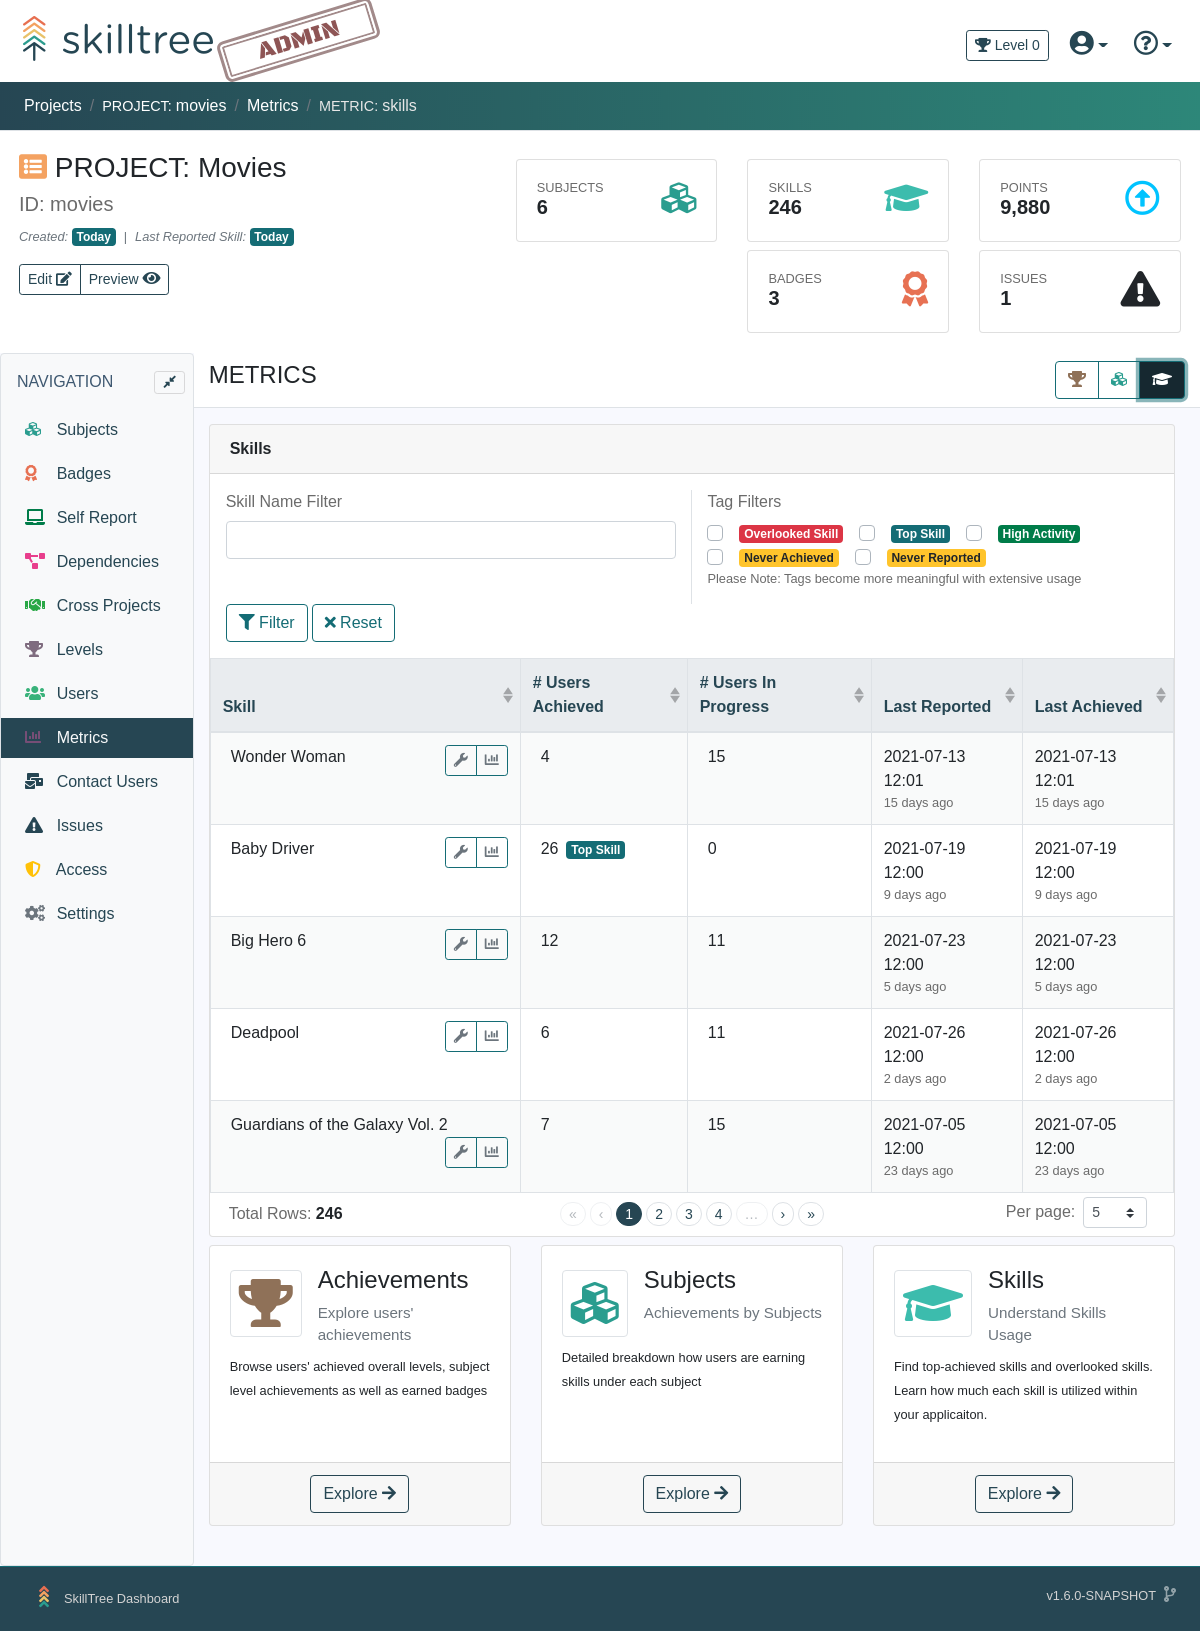 skilltree
ADMIN
Level 0
Projects / PROJECT: movies / Metrics / METRIC: skills
PROJECT: Movies
ID: movies
Created: Today | Last Reported Skill: Today
Edit Preview
SUBJECTS
6
SKILLS
246
POINTS
9,880
BADGES
3
ISSUES
1
NAVIGATION
Subjects
Badges
Self Report
Dependencies
Cross Projects
Levels
Users
Metrics
Contact Users
Issues
Access
Settings
METRICS
Skills
Skill Name Filter
Tag Filters
Overlooked Skill Top Skill High Activity
Never Achieved Never Reported
Please Note: Tags become more meaningful with extensive usage
Filter Reset
Skill
# Users
Achieved
# Users In
Progress
Last Reported
Last Achieved
Wonder Woman
4
15
2021-07-13
12:01
15 days ago
2021-07-13
12:01
15 days ago
Baby Driver
26 Top Skill
0
2021-07-19
12:00
9 days ago
2021-07-19
12:00
9 days ago
Big Hero 6
12
11
2021-07-23
12:00
5 days ago
2021-07-23
12:00
5 days ago
Deadpool
6
11
2021-07-26
12:00
2 days ago
2021-07-26
12:00
2 days ago
Guardians of the Galaxy Vol. 2
7
15
2021-07-05
12:00
23 days ago
2021-07-05
12:00
23 days ago
Total Rows: 246
« ‹ 1 2 3 4 … › »
Per page: 5
Achievements
Explore users'
achievements
Browse users' achieved overall levels, subject
level achievements as well as earned badges
Explore
Subjects
Achievements by Subjects
Detailed breakdown how users are earning
skills under each subject
Explore
Skills
Understand Skills
Usage
Find top-achieved skills and overlooked skills.
Learn how much each skill is utilized within
your applicaiton.
Explore
SkillTree Dashboard
v1.6.0-SNAPSHOT